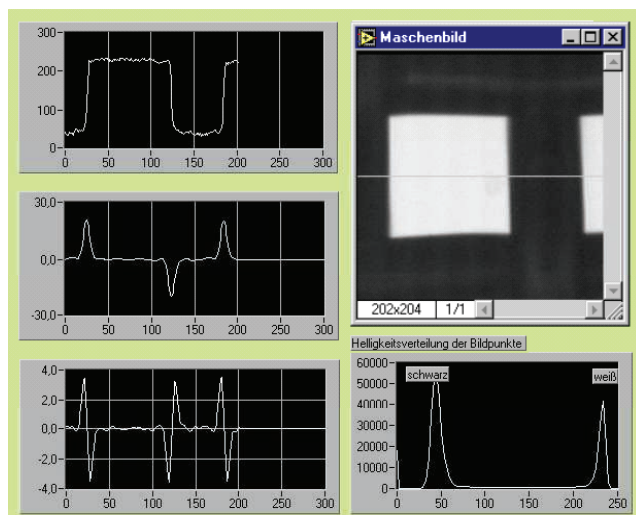 300-
200-
100-
0-
0 50 100 150 200 250 300
30,0-
0,0-
-30,0-
0 50 100 150 200 250 300
4,0-
2,0-
0,0-
-2,0-
-4,0-
0 50 100 150 200 250 300
Maschenbild
202x204 1/1
Helligkeitsverteilung der Bildpunkte
60000-
50000-
40000-
30000-
20000-
10000-
0-
schwarz
weiß
0 50 100 150 200 250